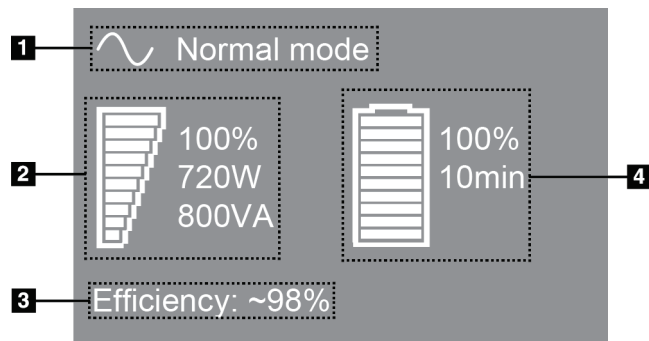 1 Normal mode
2
100%
720W
800VA
100%
10min
4
3 Efficiency: ~98%